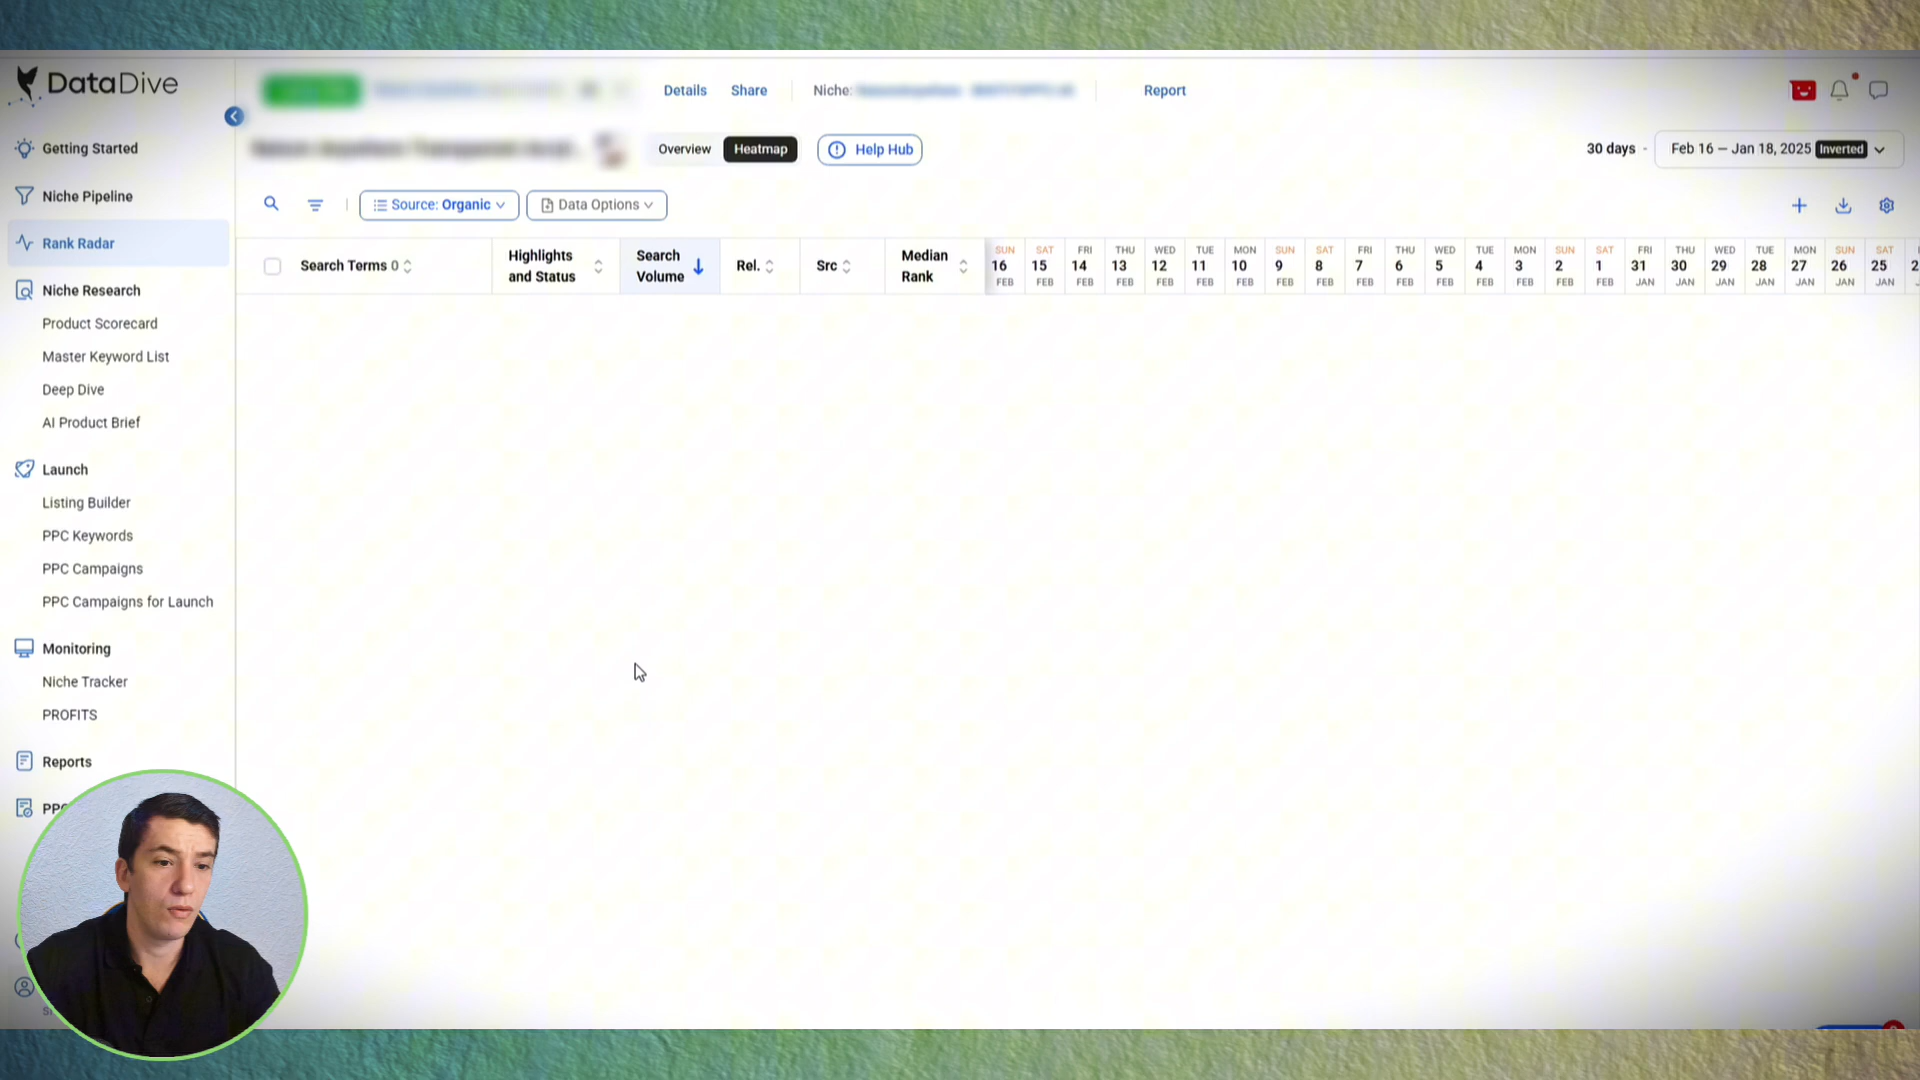 DataDive
Details
Share
Niche:
Report
Getting Started
Niche Pipeline
Rank Radar
Niche Research
Product Scorecard
Master Keyword List
Deep Dive
AI Product Brief
Launch
Listing Builder
PPC Keywords
PPC Campaigns
PPC Campaigns for Launch
Monitoring
Niche Tracker
PROFITS
Reports
PPC
Overview
Heatmap
Help Hub
30 days -
Feb 16 — Jan 18, 2025 Inverted
Source: Organic
Data Options
Search Terms 0
Highlights and Status
Search Volume
Rel.
Src
Median Rank
SUN 16 FEB
SAT 15 FEB
FRI 14 FEB
THU 13 FEB
WED 12 FEB
TUE 11 FEB
MON 10 FEB
SUN 9 FEB
SAT 8 FEB
FRI 7 FEB
THU 6 FEB
WED 5 FEB
TUE 4 FEB
MON 3 FEB
SUN 2 FEB
SAT 1 FEB
FRI 31 JAN
THU 30 JAN
WED 29 JAN
TUE 28 JAN
MON 27 JAN
SUN 26 JAN
SAT 25 JAN